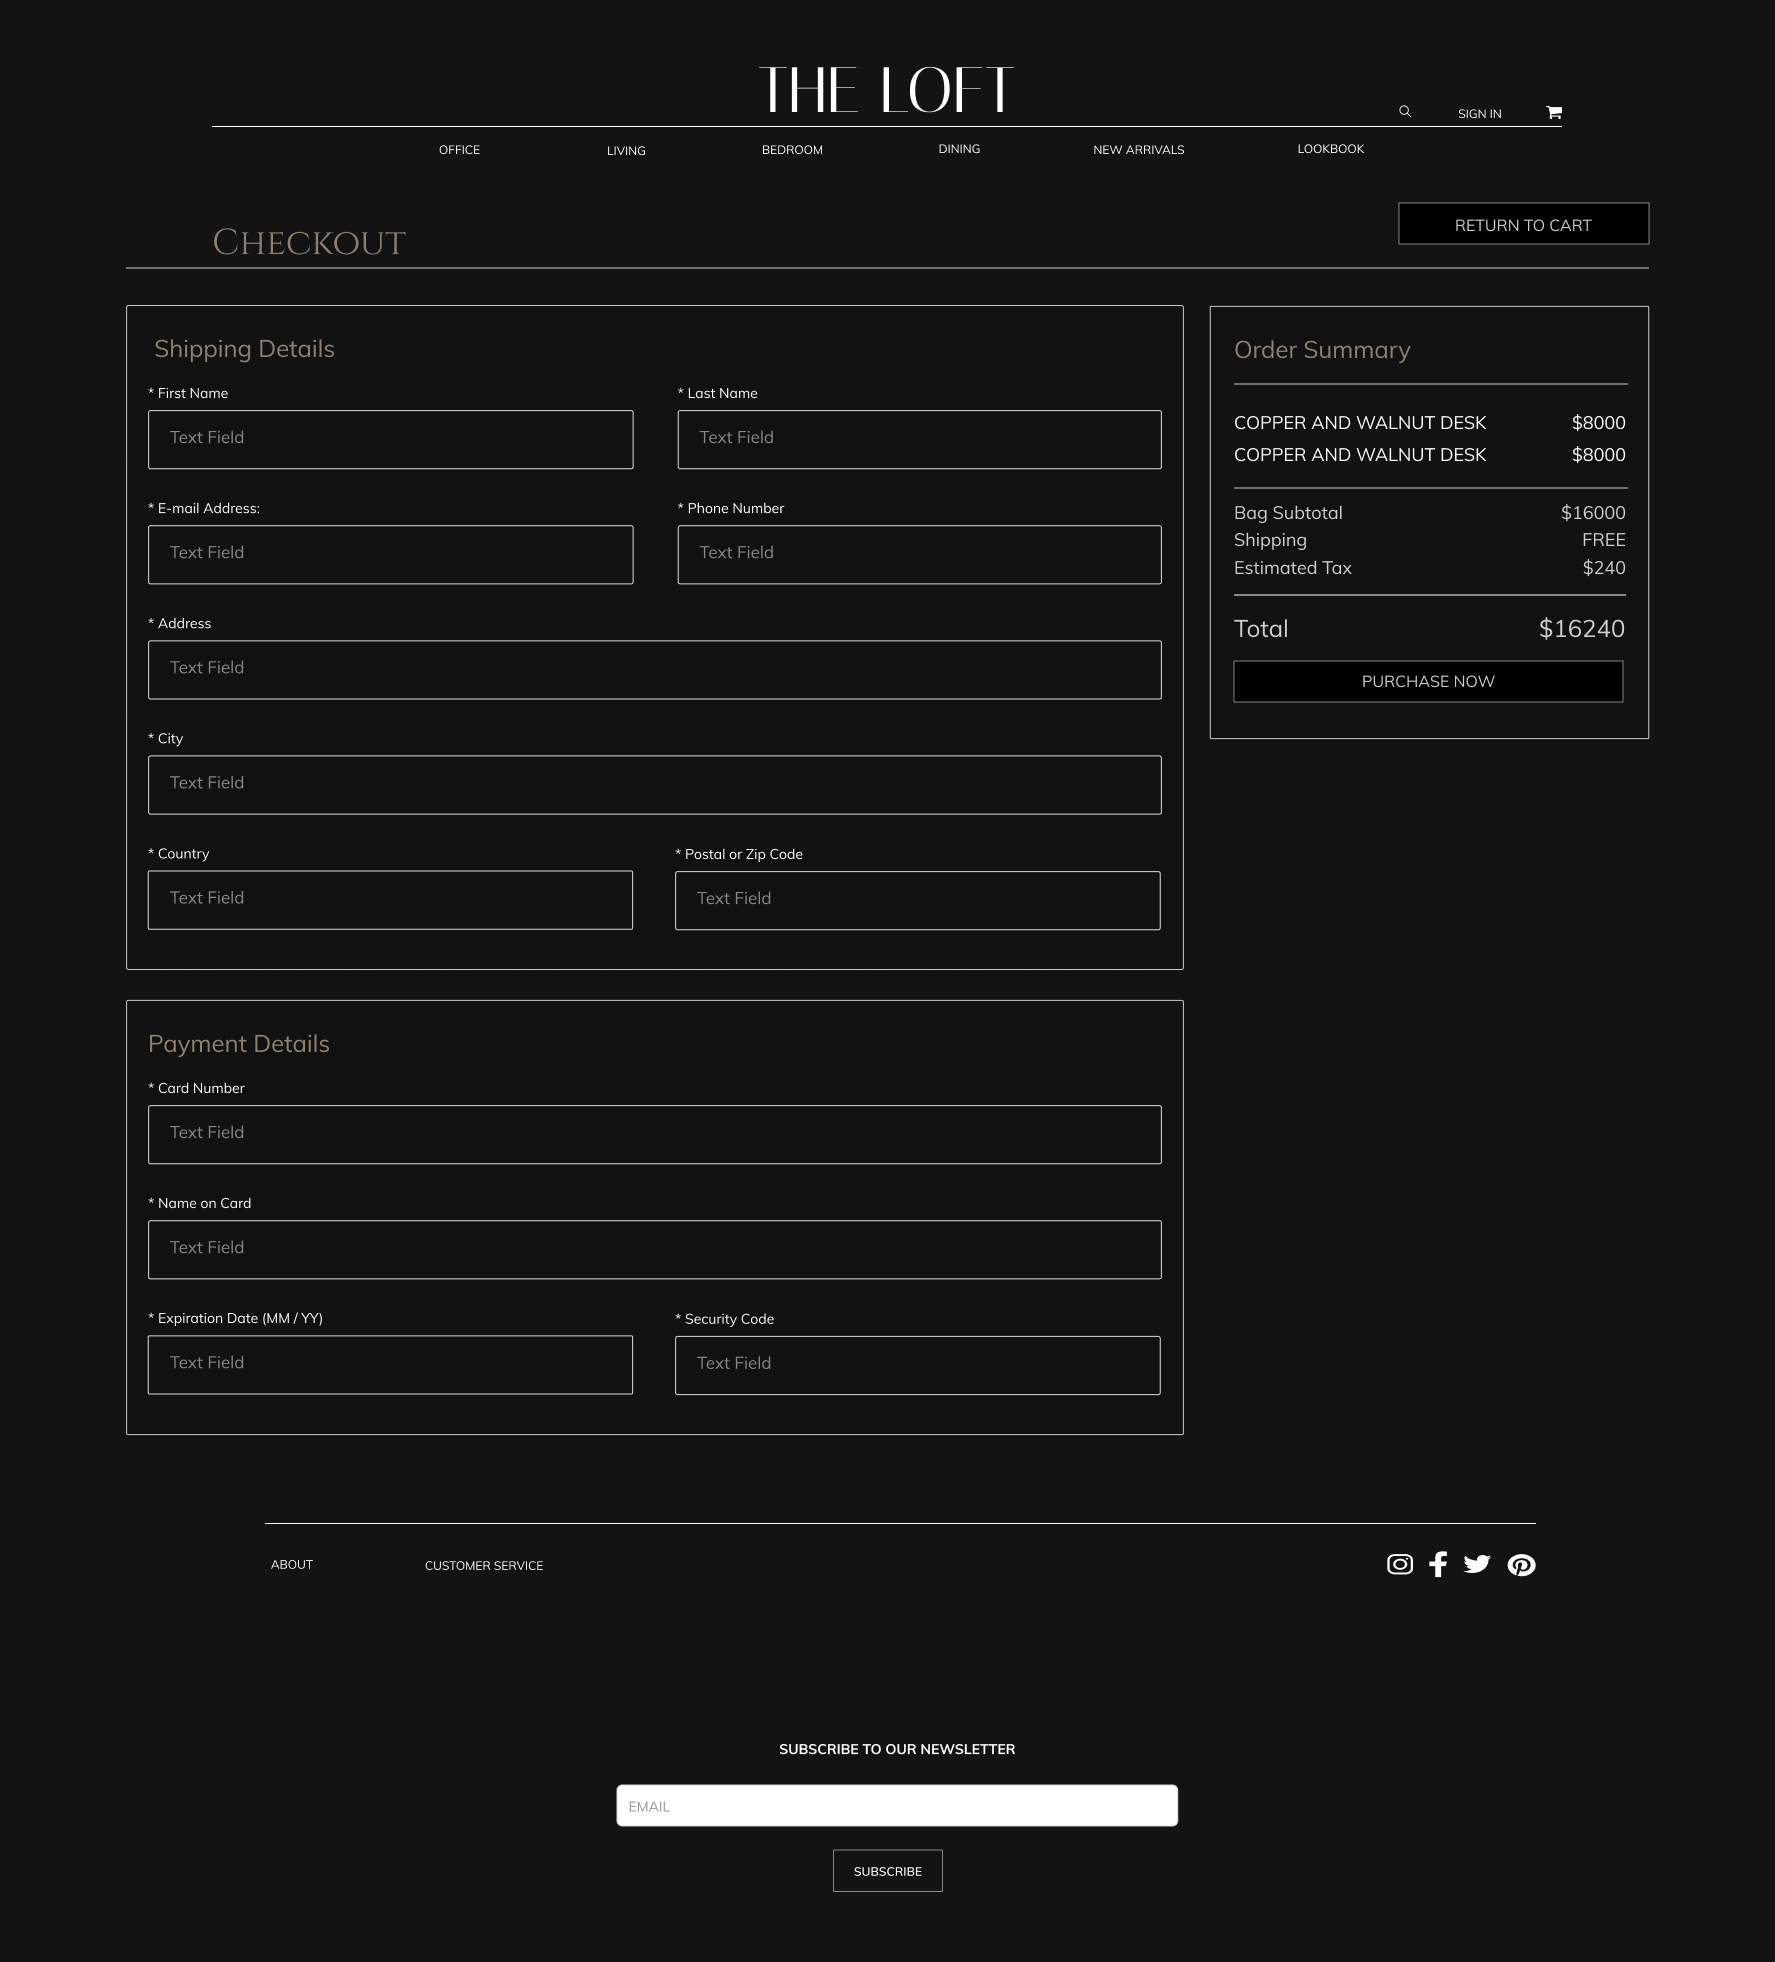 THE LOFT
SIGN IN
OFFICE LIVING BEDROOM DINING NEW ARRIVALS LOOKBOOK
CHECKOUT
RETURN TO CART
Shipping Details
* First Name * Last Name
Text Field Text Field
* E-mail Address: * Phone Number
Text Field Text Field
* Address
Text Field
* City
Text Field
* Country * Postal or Zip Code
Text Field Text Field
Order Summary
COPPER AND WALNUT DESK $8000
COPPER AND WALNUT DESK $8000
Bag Subtotal $16000
Shipping FREE
Estimated Tax $240
Total $16240
PURCHASE NOW
Payment Details
* Card Number
Text Field
* Name on Card
Text Field
* Expiration Date (MM / YY) * Security Code
Text Field Text Field
ABOUT CUSTOMER SERVICE
SUBSCRIBE TO OUR NEWSLETTER
EMAIL
SUBSCRIBE